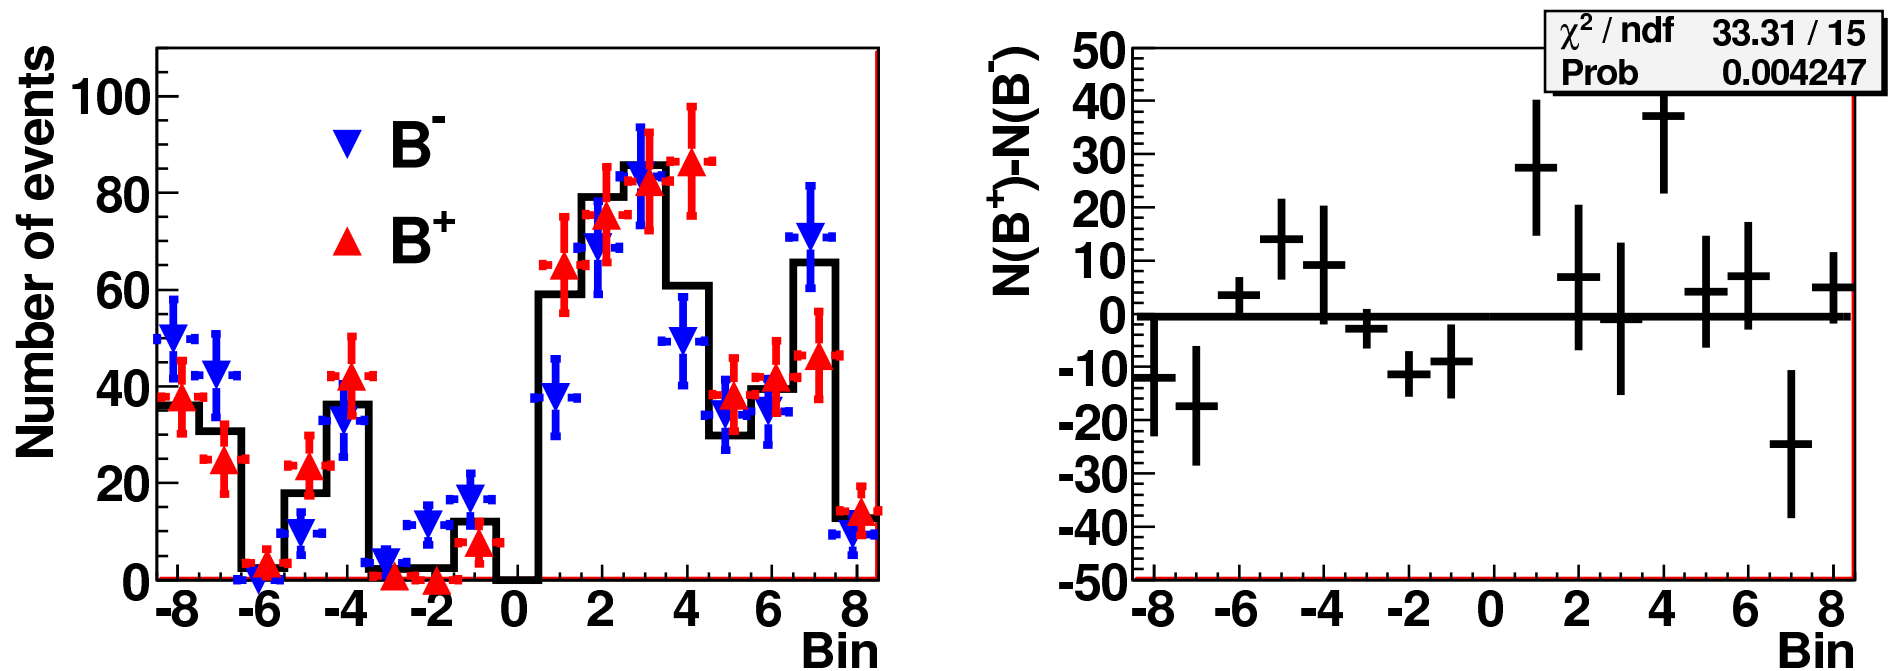 Number of events
100
80
60
40
20
0
B⁻
B⁺
-8 -6 -4 -2 0 2 4 6 8
Bin
N(B⁺)-N(B⁻)
50
40
30
20
10
0
-10
-20
-30
-40
-50
χ² / ndf 33.31 / 15
Prob 0.004247
-8 -6 -4 -2 0 2 4 6 8
Bin